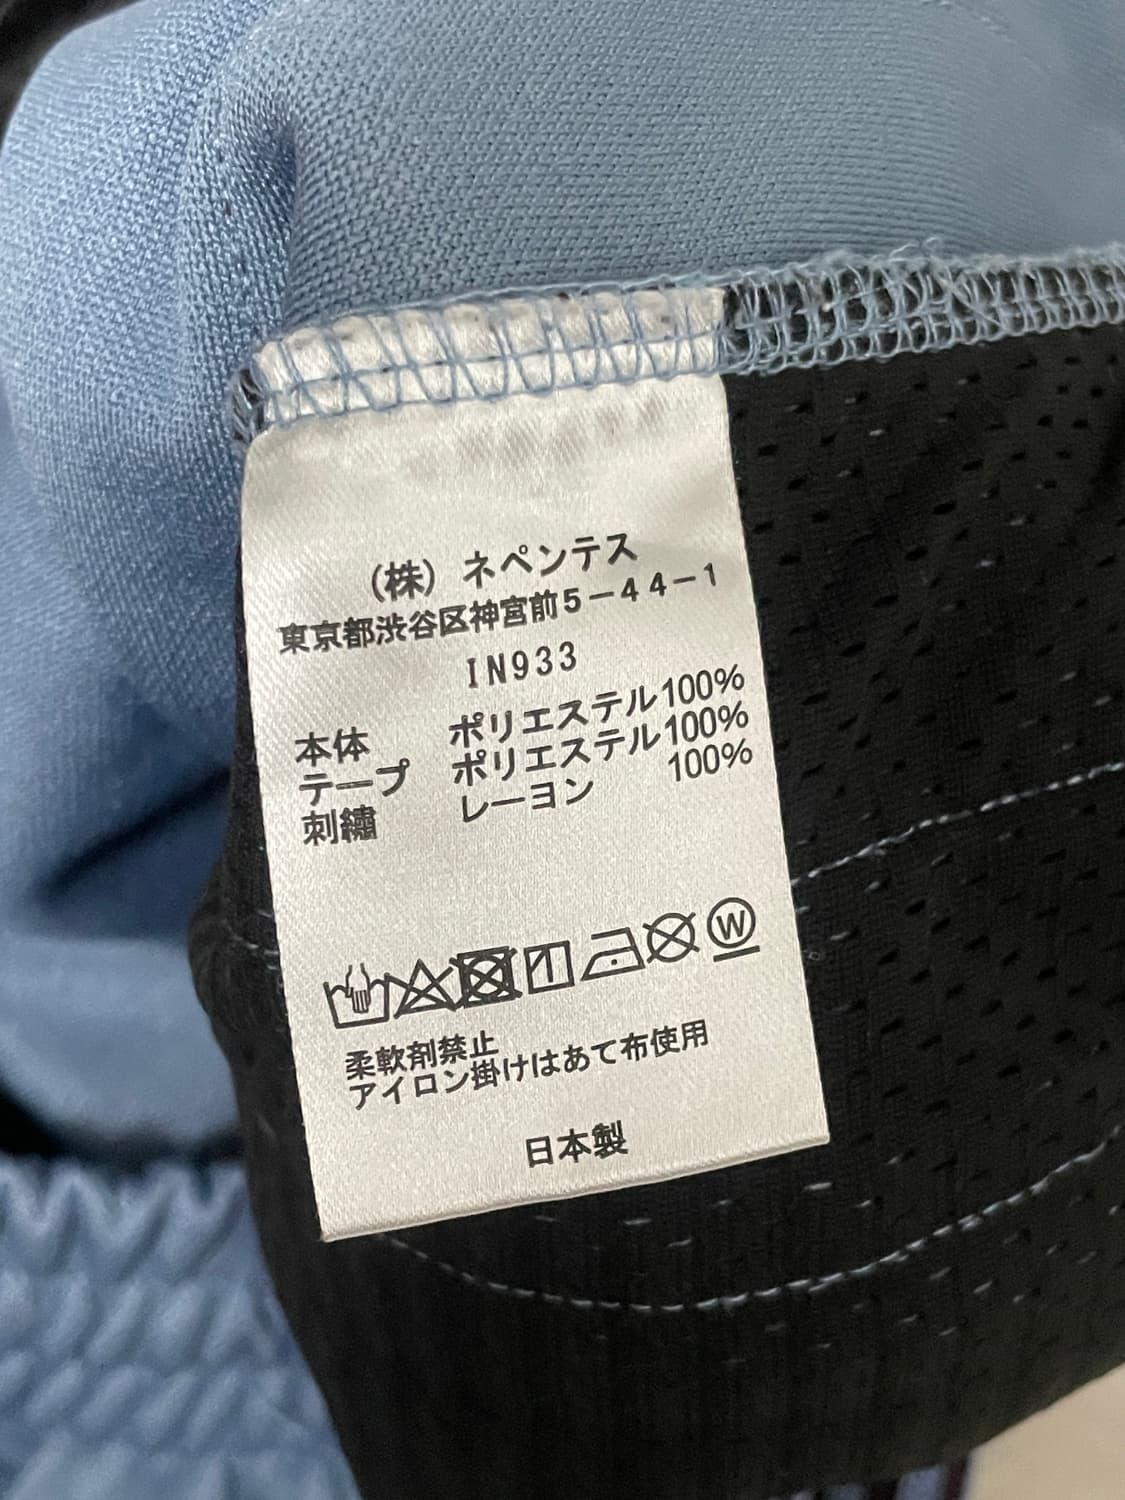 (株) ネペンテス
東京都渋谷区神宮前5-44-1
IN933
本体 ポリエステル100%
テープ ポリエステル100%
刺繡 レーヨン 100%
W
柔軟剤禁止
アイロン掛けはあて布使用
日本製